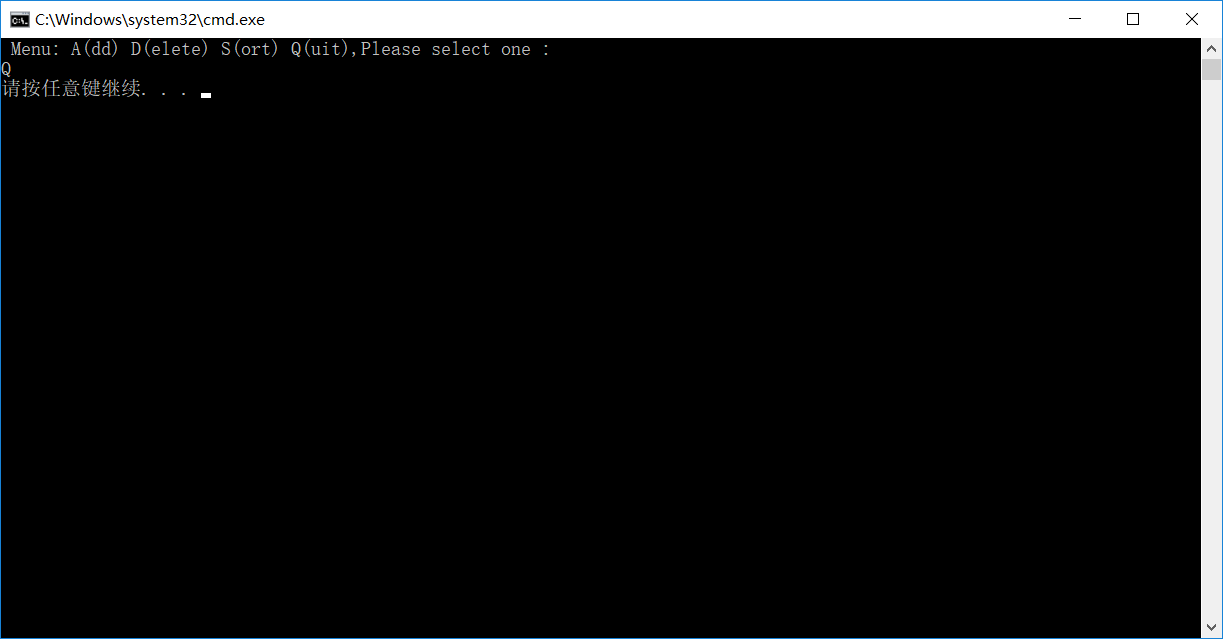 C:\Windows\system32\cmd.exe
Menu: A(dd) D(elete) S(ort) Q(uit),Please select one :
Q
请按任意键继续. . .